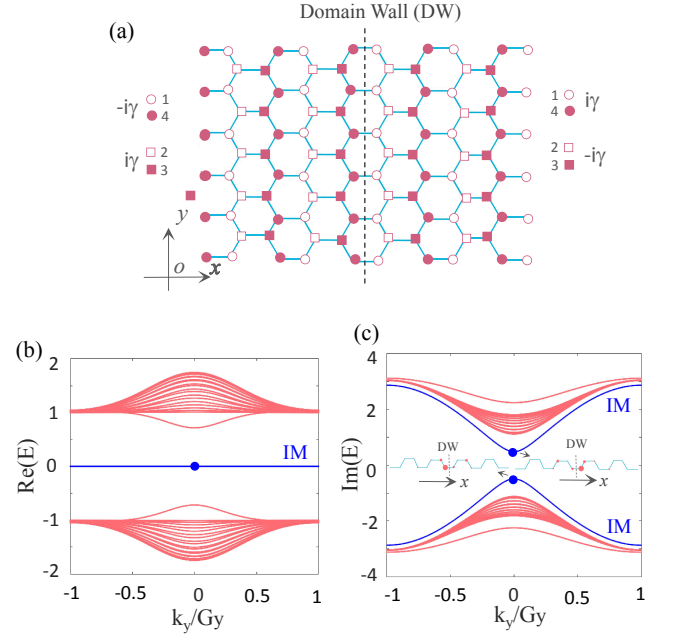 Domain Wall (DW)
(a)
-iγ
1
4
iγ
2
3
1
4
iγ
2
3
-iγ
y
o
x
(b)
2
1
0
-1
-2
Re(E)
IM
-1
-0.5
0
0.5
1
k_y/Gy
(c)
4
2
0
-2
-4
Im(E)
IM
DW
x
DW
x
IM
-1
-0.5
0
0.5
1
k_y/Gy